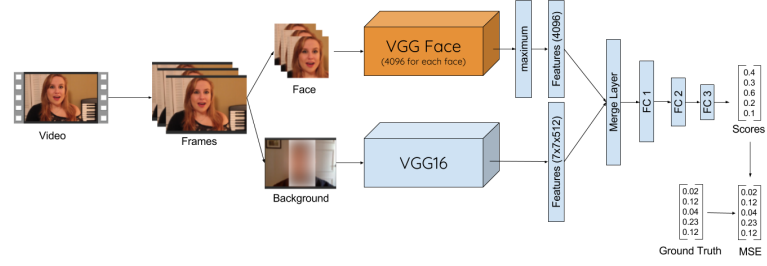 Video
Frames
Face
Background
VGG Face
(4096 for each face)
VGG16
maximum
Features (4096)
Features (7x7x512)
Merge Layer
FC 1
FC 2
FC 3
0.4
0.3
0.6
0.2
0.1
Scores
0.02
0.12
0.04
0.23
0.12
Ground Truth
0.02
0.12
0.04
0.23
0.12
MSE